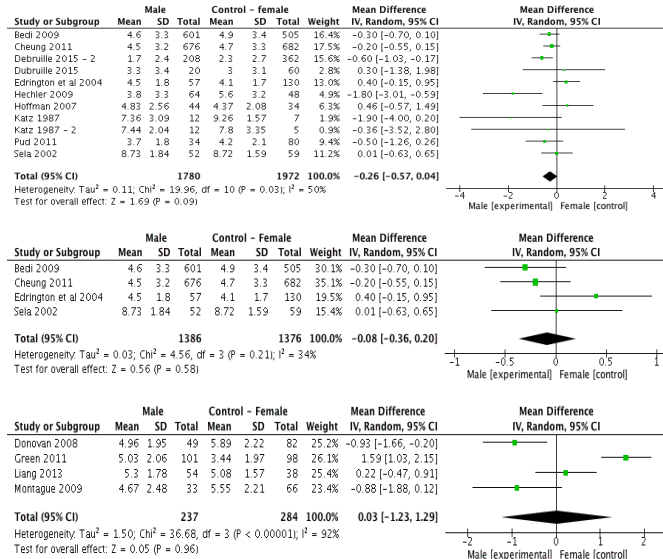 Male Control – Female Mean Difference Mean Difference
Study or Subgroup Mean SD Total Mean SD Total Weight IV, Random, 95% CI IV, Random, 95% CI
Bedi 2009 4.6 3.3 601 4.9 3.4 505 16.4% −0.30 [−0.70, 0.10]
Cheung 2011 4.5 3.2 676 4.7 3.3 682 17.4% −0.20 [−0.55, 0.15]
Debruille 2015 – 2 1.7 2.4 208 2.3 2.7 362 15.8% −0.60 [−1.03, −0.17]
Dubruille 2015 3.3 3.4 20 3 3.1 60 2.9% 0.30 [−1.38, 1.98]
Edrington et al 2004 4.5 1.8 57 4.1 1.7 130 13.2% 0.40 [−0.15, 0.95]
Hechler 2009 3.8 3.3 64 5.6 3.2 48 5.1% −1.80 [−3.01, −0.59]
Hoffman 2007 4.83 2.56 44 4.37 2.08 34 6.3% 0.46 [−0.57, 1.49]
Katz 1987 7.36 3.09 12 9.26 1.57 7 2.0% −1.90 [−4.00, 0.20]
Katz 1987 – 2 7.44 2.04 12 7.8 3.35 5 0.9% −0.36 [−3.52, 2.80]
Pud 2011 3.7 1.8 34 4.2 2.1 80 9.0% −0.50 [−1.26, 0.26]
Sela 2002 8.73 1.84 52 8.72 1.59 59 11.2% 0.01 [−0.63, 0.65]
Total (95% CI) 1780 1972 100.0% −0.26 [−0.57, 0.04]
Heterogeneity: Tau² = 0.11; Chi² = 19.96, df = 10 (P = 0.03); I² = 50%
Test for overall effect: Z = 1.69 (P = 0.09)
−4 −2 0 2 4
Male [experimental] Female [control]
Male Control – Female Mean Difference Mean Difference
Study or Subgroup Mean SD Total Mean SD Total Weight IV, Random, 95% CI IV, Random, 95% CI
Bedi 2009 4.6 3.3 601 4.9 3.4 505 30.1% −0.30 [−0.70, 0.10]
Cheung 2011 4.5 3.2 676 4.7 3.3 682 35.1% −0.20 [−0.55, 0.15]
Edrington et al 2004 4.5 1.8 57 4.1 1.7 130 19.5% 0.40 [−0.15, 0.95]
Sela 2002 8.73 1.84 52 8.72 1.59 59 15.4% 0.01 [−0.63, 0.65]
Total (95% CI) 1386 1376 100.0% −0.08 [−0.36, 0.20]
Heterogeneity: Tau² = 0.03; Chi² = 4.56, df = 3 (P = 0.21); I² = 34%
Test for overall effect: Z = 0.56 (P = 0.58)
−1 −0.5 0 0.5 1
Male [experimental] Female [control]
Male Control – Female Mean Difference Mean Difference
Study or Subgroup Mean SD Total Mean SD Total Weight IV, Random, 95% CI IV, Random, 95% CI
Donovan 2008 4.96 1.95 49 5.89 2.22 82 25.2% −0.93 [−1.66, −0.20]
Green 2011 5.03 2.06 101 3.44 1.97 98 26.1% 1.59 [1.03, 2.15]
Liang 2013 5.3 1.78 54 5.08 1.57 38 25.4% 0.22 [−0.47, 0.91]
Montague 2009 4.67 2.48 33 5.55 2.21 66 23.4% −0.88 [−1.88, 0.12]
Total (95% CI) 237 284 100.0% 0.03 [−1.23, 1.29]
Heterogeneity: Tau² = 1.50; Chi² = 36.68, df = 3 (P < 0.00001); I² = 92%
Test for overall effect: Z = 0.05 (P = 0.96)
−2 −1 0 1 2
Male [experimental] Female [control]